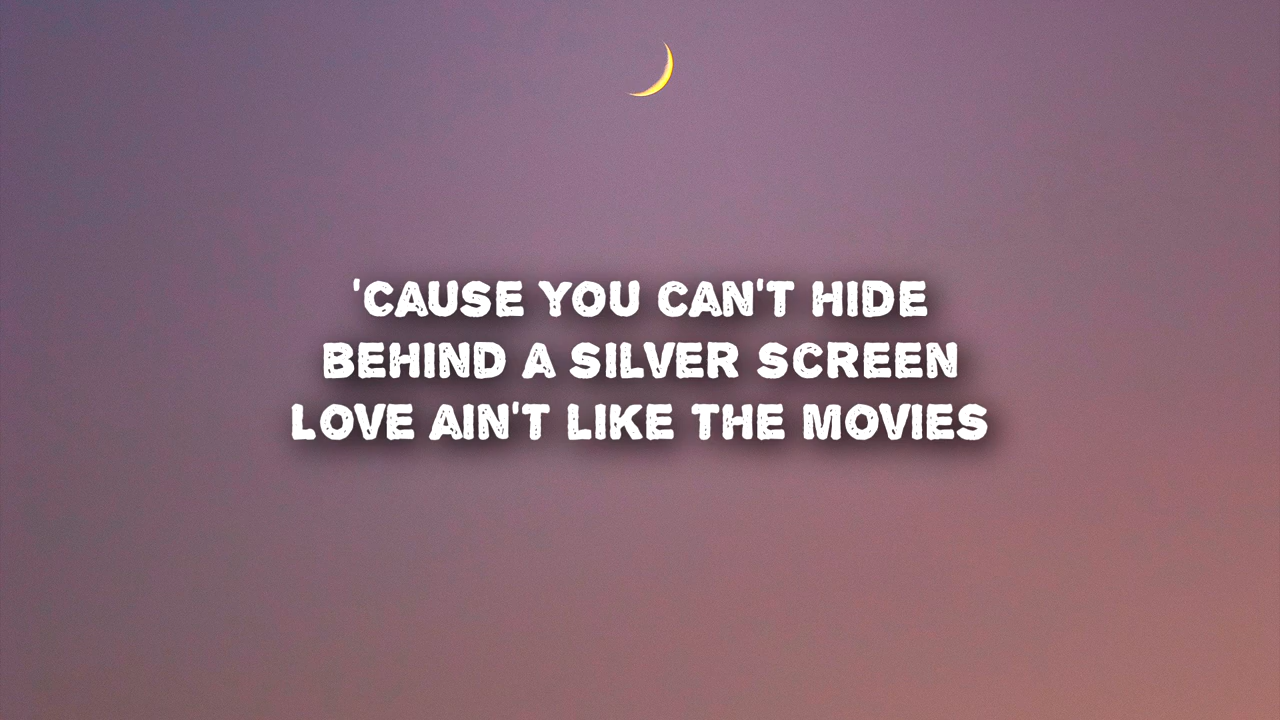 'CAUSE YOU CAN'T HIDE
BEHIND A SILVER SCREEN
LOVE AIN'T LIKE THE MOVIES